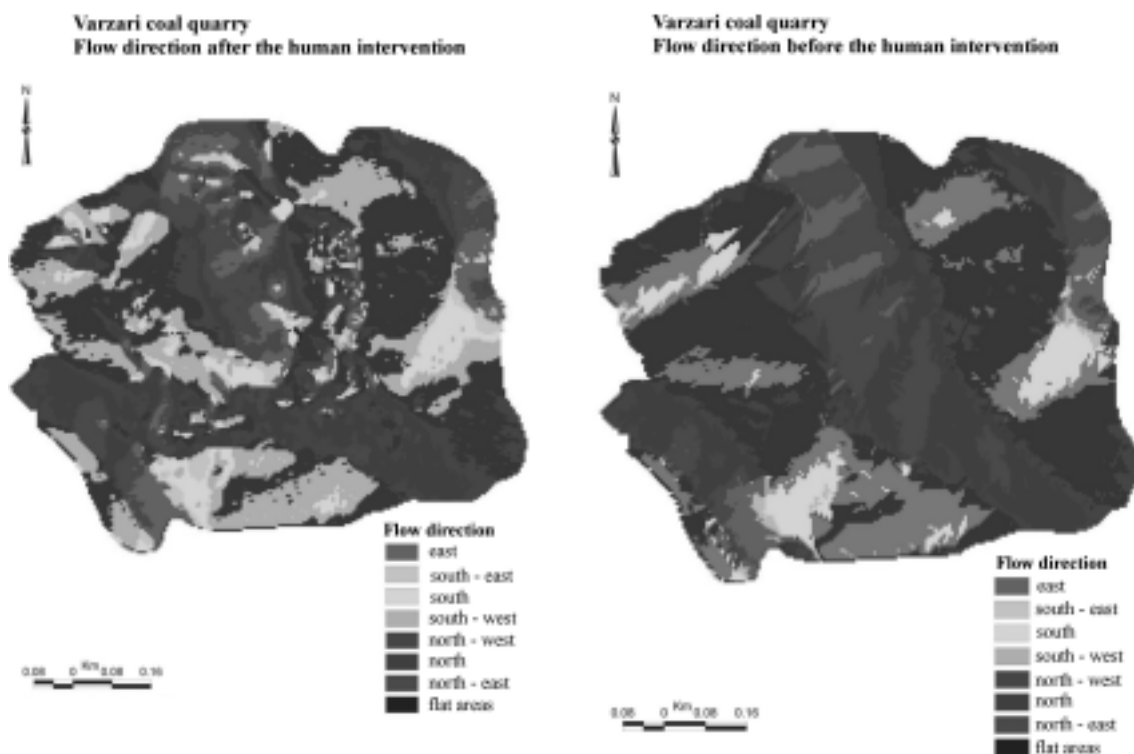 Varzari coal quarry
Flow direction after the human intervention
N
Flow direction
east
south - east
south
south - west
north - west
north
north - east
flat areas
0.08 0 Km 0.08 0.16
Varzari coal quarry
Flow direction before the human intervention
N
Flow direction
east
south - east
south
south - west
north - west
north
north - east
flat areas
0.08 0 Km 0.08 0.16